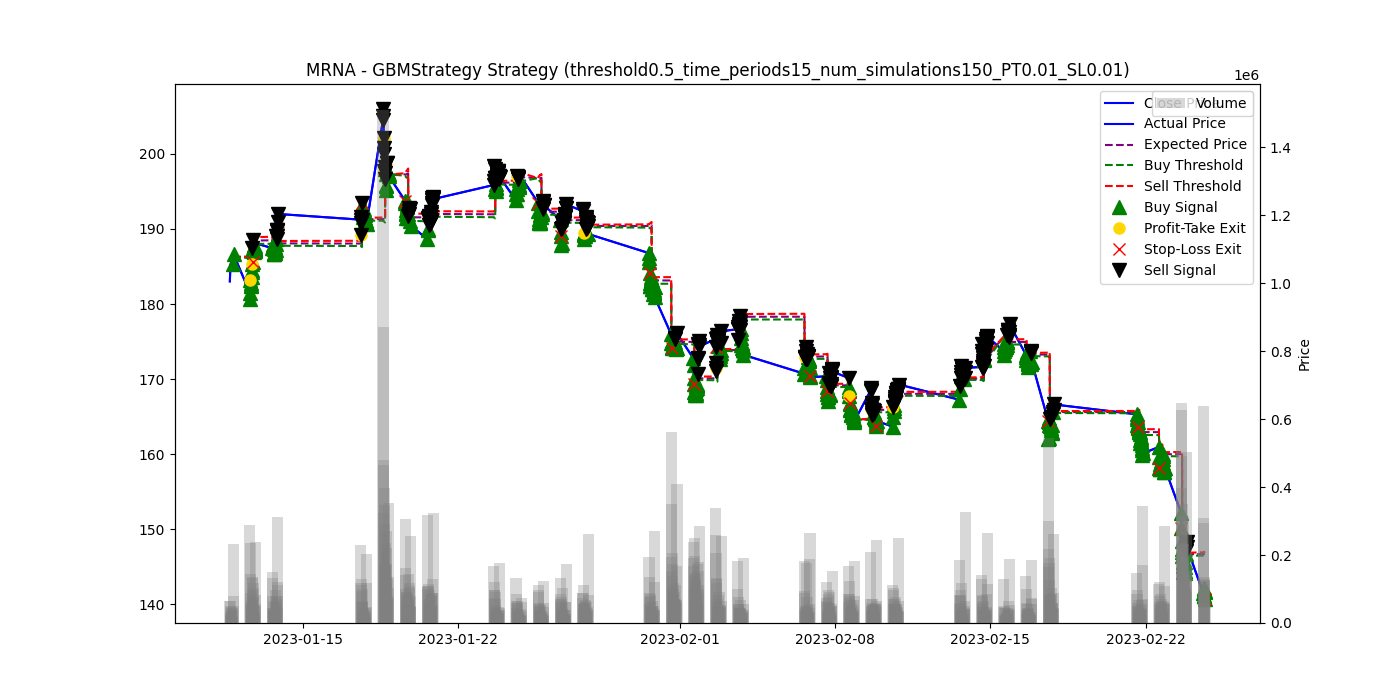 MRNA - GBMStrategy Strategy (threshold0.5_time_periods15_num_simulations150_PT0.01_SL0.01)
1e6
Volume
Actual Price
Expected Price
Buy Threshold
Sell Threshold
Buy Signal
Profit-Take Exit
Stop-Loss Exit
Sell Signal
200
190
180
170
160
150
140
1.4
1.2
1.0
0.8
0.6
0.4
0.2
0.0
Price
2023-01-15
2023-01-22
2023-02-01
2023-02-08
2023-02-15
2023-02-22